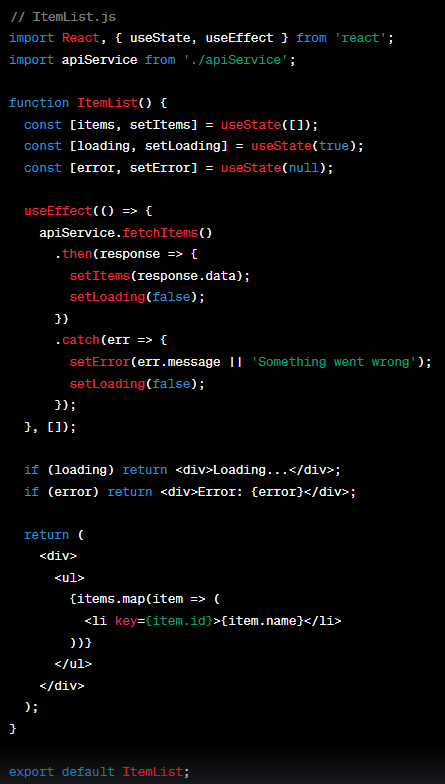 // ItemList.js
import React, { useState, useEffect } from 'react';
import apiService from './apiService';

function ItemList() {
  const [items, setItems] = useState([]);
  const [loading, setLoading] = useState(true);
  const [error, setError] = useState(null);

  useEffect(() => {
    apiService.fetchItems()
      .then(response => {
        setItems(response.data);
        setLoading(false);
      })
      .catch(err => {
        setError(err.message || 'Something went wrong');
        setLoading(false);
      });
  }, []);

  if (loading) return <div>Loading...</div>;
  if (error) return <div>Error: {error}</div>;

  return (
    <div>
      <ul>
        {items.map(item => (
          <li key={item.id}>{item.name}</li>
        ))}
      </ul>
    </div>
  );
}

export default ItemList;